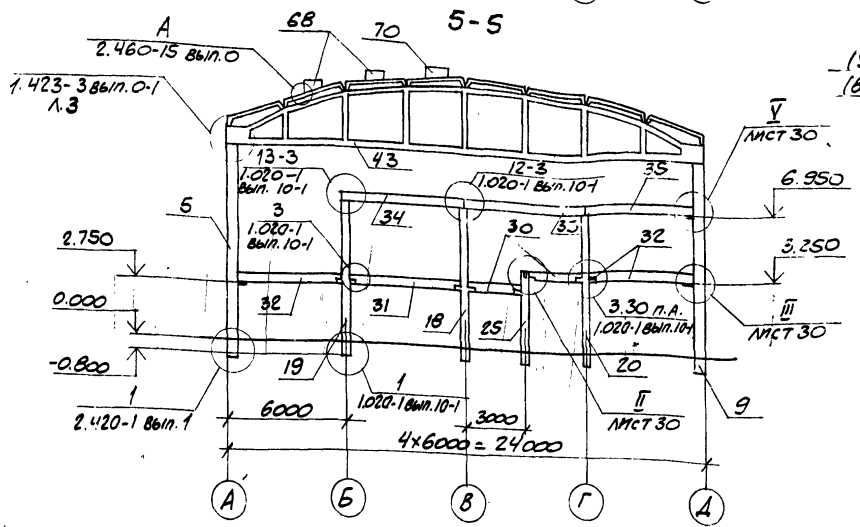 5-5
А
2.460-15 вып.0
68
70
1.423-3 вып.0-1
Л.3
V
ЛИСТ 30
13-3
1.020-1
вып. 10-1
43
12-3
1.020-1 вып.10-1
35
6.950
5
3
1.020-1
вып.10-1
34
30
32
2.750
3.250
0.000
32
31
18
25
3.30 п.А.
1.020-1 вып.10-1
III
ЛИСТ 30
-0.800
19
20
9
1
2.420-1 вып.1
6000
1
1.020-1 вып.10-1
3000
II
ЛИСТ 30
4х6000=24000
А
Б
В
Г
Д